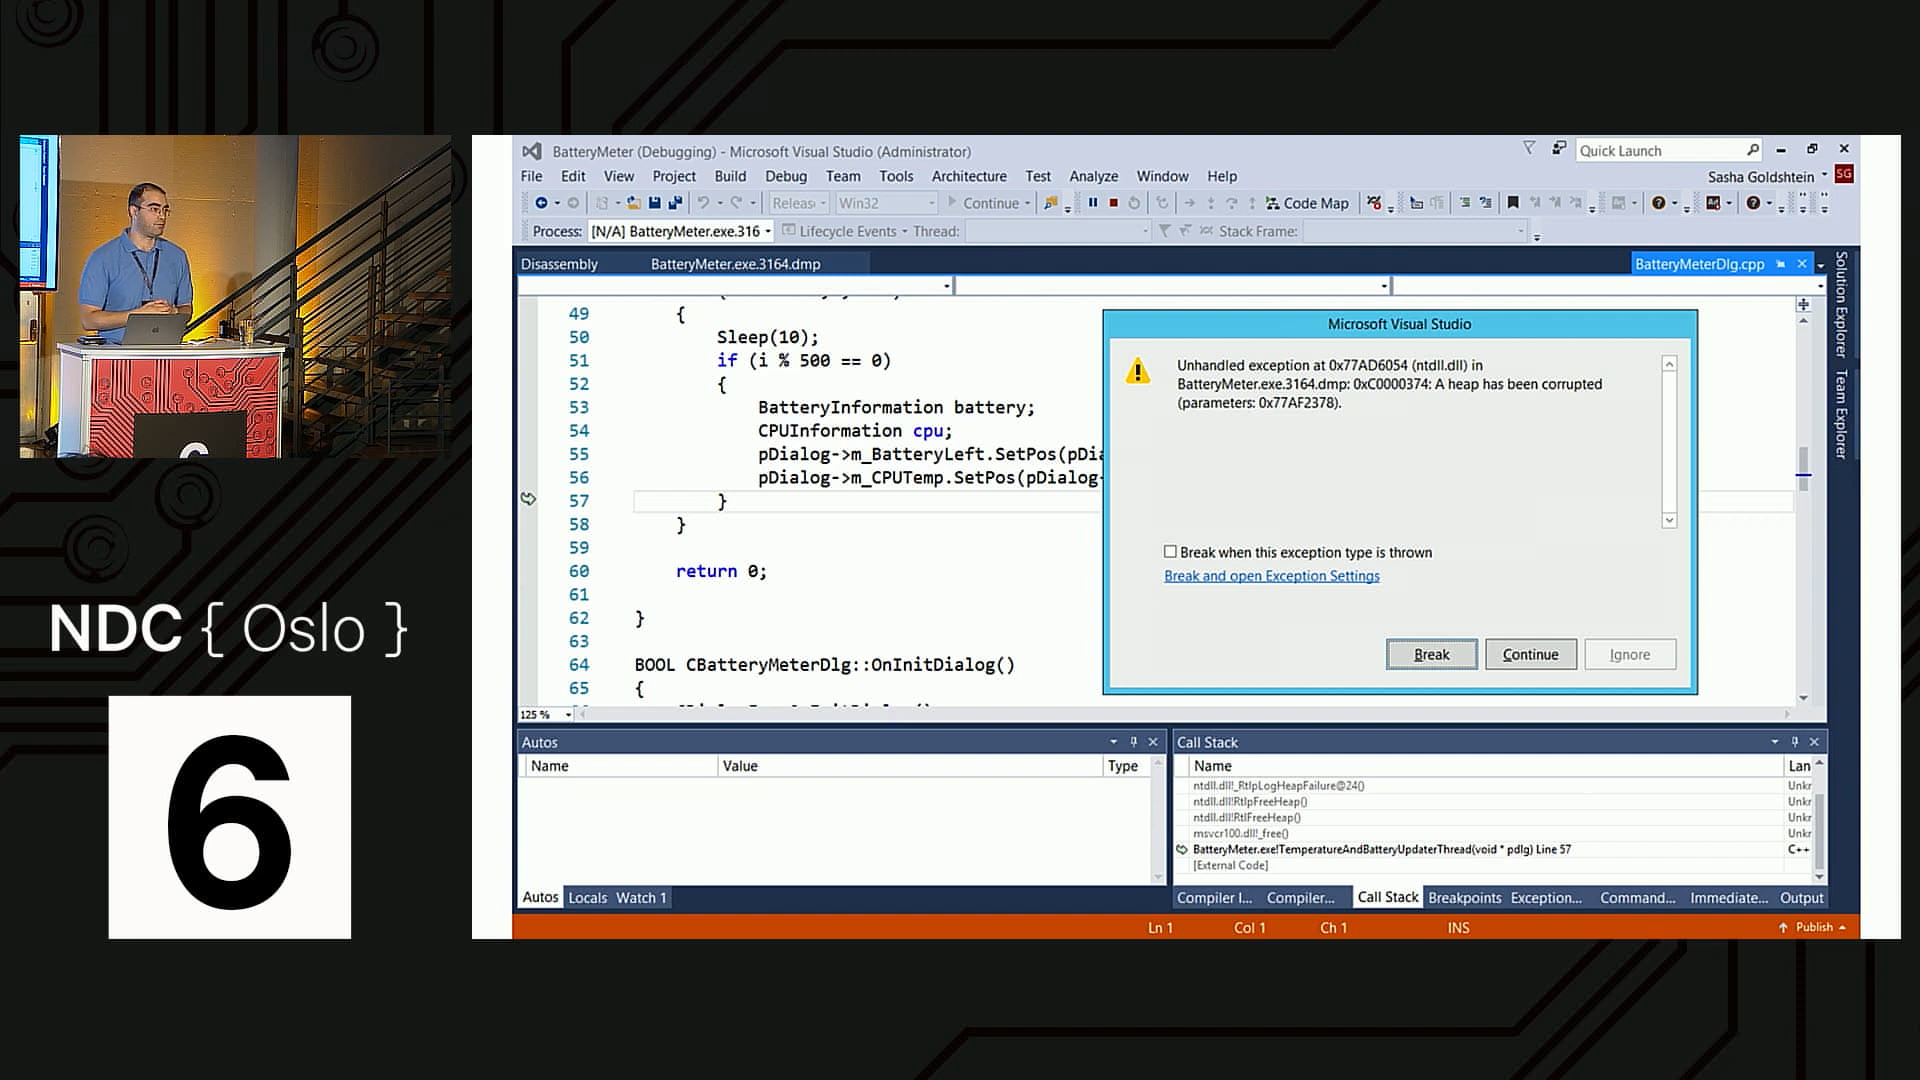 BatteryMeter (Debugging) - Microsoft Visual Studio (Administrator)
Quick Launch
File Edit View Project Build Debug Team Tools Architecture Test Analyze Window Help
Sasha Goldshtein SG
Releas Win32 Continue Code Map
Process: [N/A] BatteryMeter.exe.316 Lifecycle Events Thread: Stack Frame:
Disassembly BatteryMeter.exe.3164.dmp BatteryMeterDlg.cpp
Solution Explorer
Team Explorer
49 {
50 Sleep(10);
51 if (i % 500 == 0)
52 {
53 BatteryInformation battery;
54 CPUInformation cpu;
55 pDialog->m_BatteryLeft.SetPos(pDia
56 pDialog->m_CPUTemp.SetPos(pDialog-
57 }
58 }
59
60 return 0;
61
62 }
63
64 BOOL CBatteryMeterDlg::OnInitDialog()
65 {
125 %
Microsoft Visual Studio
Unhandled exception at 0x77AD6054 (ntdll.dll) in
BatteryMeter.exe.3164.dmp: 0xC0000374: A heap has been corrupted
(parameters: 0x77AF2378).
Break when this exception type is thrown
Break and open Exception Settings
Break Continue Ignore
Autos
Name Value Type
Autos Locals Watch 1
Call Stack
Name Lan
ntdll.dll!_RtlpLogHeapFailure@24() Unkr
ntdll.dll!RtlpFreeHeap() Unkr
ntdll.dll!RtlFreeHeap() Unkr
msvcr100.dll!_free() Unkr
BatteryMeter.exe!TemperatureAndBatteryUpdaterThread(void * pdlg) Line 57 C++
[External Code]
Compiler I... Compiler... Call Stack Breakpoints Exception... Command... Immediate... Output
Ln 1 Col 1 Ch 1 INS Publish
NDC { Oslo }
6